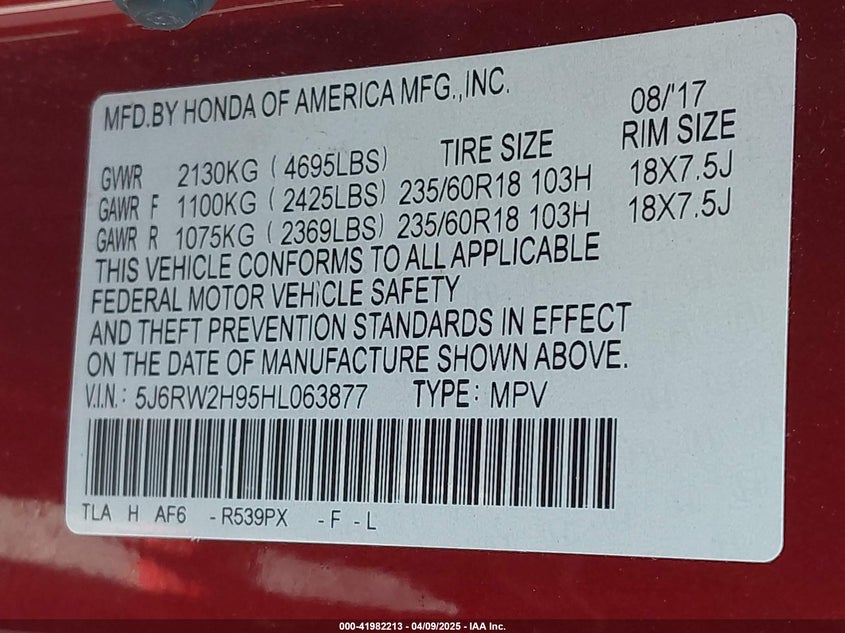 MFD.BY HONDA OF AMERICA MFG.,INC. 08/'17
TIRE SIZE RIM SIZE
GVWR 2130KG ( 4695LBS)
GAWR F 1100KG ( 2425LBS) 235/60R18 103H 18X7.5J
GAWR R 1075KG ( 2369LBS) 235/60R18 103H 18X7.5J
THIS VEHICLE CONFORMS TO ALL APPLICABLE
FEDERAL MOTOR VEHICLE SAFETY
AND THEFT PREVENTION STANDARDS IN EFFECT
ON THE DATE OF MANUFACTURE SHOWN ABOVE.
V.I.N.: 5J6RW2H95HL063877 TYPE: MPV
TLA H AF6 -R539PX -F -L
000-41982213 - 04/09/2025 - IAA Inc.